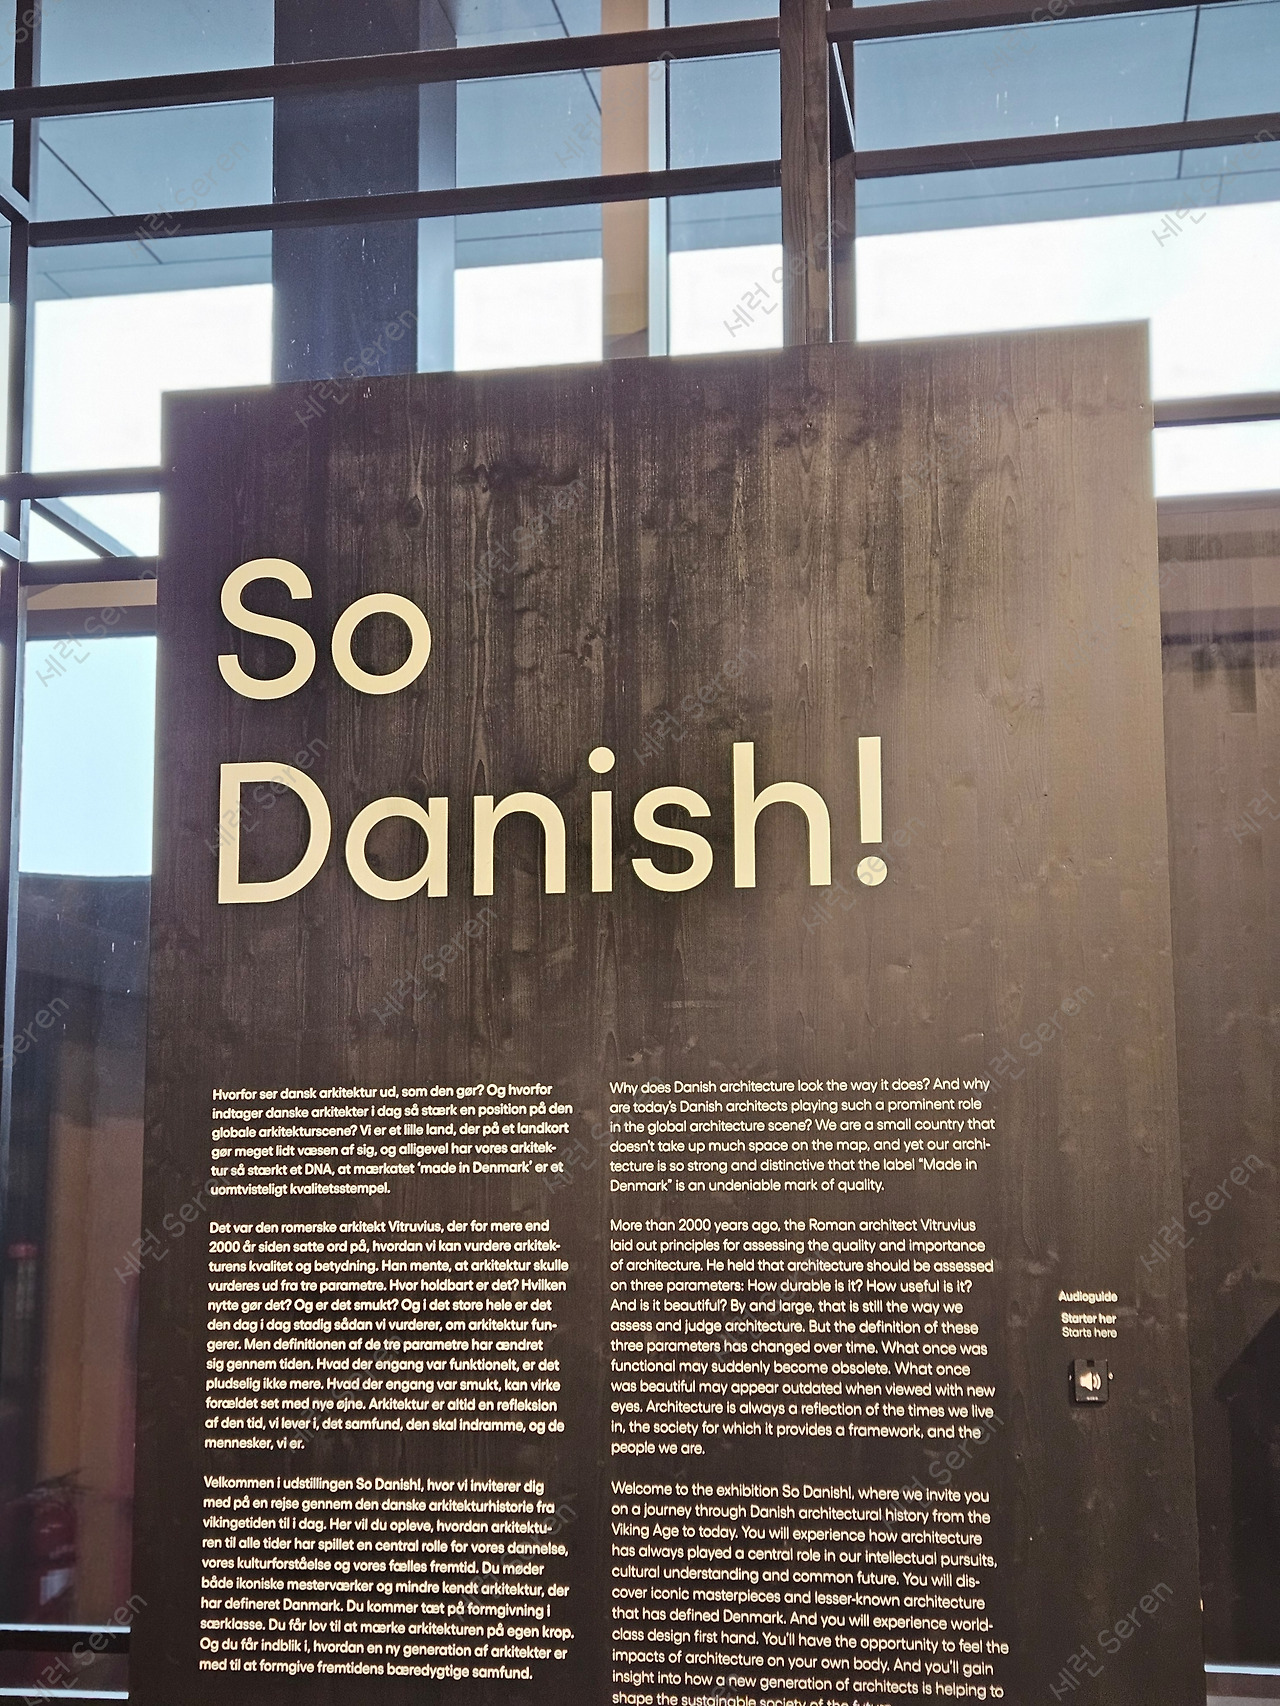 So
Danish!
Hvorfor ser dansk arkitektur ud, som den gør? Og hvorfor
indtager danske arkitekter i dag så stærk en position på den
globale arkitekturscene? Vi er et lille land, der på et landkort
gør meget lidt væsen af sig, og alligevel har vores arkitek-
tur så stærkt et DNA, at mærkatet ‘made in Denmark’ er et
uomtvisteligt kvalitetsstempel.
Det var den romerske arkitekt Vitruvius, der for mere end
2000 år siden satte ord på, hvordan vi kan vurdere arkitek-
turens kvalitet og betydning. Han mente, at arkitektur skulle
vurderes ud fra tre parametre. Hvor holdbart er det? Hvilken
nytte gør det? Og er det smukt? Og i det store hele er det
den dag i dag stadig sådan vi vurderer, om arkitektur fun-
gerer. Men definitionen af de tre parametre har ændret
sig gennem tiden. Hvad der engang var funktionelt, er det
pludselig ikke mere. Hvad der engang var smukt, kan virke
forældet set med nye øjne. Arkitektur er altid en refleksion
af den tid, vi lever i, det samfund, den skal indramme, og de
mennesker, vi er.
Velkommen i udstillingen So Danish!, hvor vi inviterer dig
med på en rejse gennem den danske arkitekturhistorie fra
vikingetiden til i dag. Her vil du opleve, hvordan arkitektu-
ren til alle tider har spillet en central rolle for vores dannelse,
vores kulturforståelse og vores fælles fremtid. Du møder
både ikoniske mesterværker og mindre kendt arkitektur, der
har defineret Danmark. Du kommer tæt på formgivning i
særklasse. Du får lov til at mærke arkitekturen på egen krop.
Og du får indblik i, hvordan en ny generation af arkitekter er
med til at formgive fremtidens bæredygtige samfund.
Why does Danish architecture look the way it does? And why
are today’s Danish architects playing such a prominent role
in the global architecture scene? We are a small country that
doesn’t take up much space on the map, and yet our archi-
tecture is so strong and distinctive that the label “Made in
Denmark” is an undeniable mark of quality.
More than 2000 years ago, the Roman architect Vitruvius
laid out principles for assessing the quality and importance
of architecture. He held that architecture should be assessed
on three parameters: How durable is it? How useful is it?
And is it beautiful? By and large, that is still the way we
assess and judge architecture. But the definition of these
three parameters has changed over time. What once was
functional may suddenly become obsolete. What once
was beautiful may appear outdated when viewed with new
eyes. Architecture is always a reflection of the times we live
in, the society for which it provides a framework, and the
people we are.
Welcome to the exhibition So Danish!, where we invite you
on a journey through Danish architectural history from the
Viking Age to today. You will experience how architecture
has always played a central role in our intellectual pursuits,
cultural understanding and common future. You will dis-
cover iconic masterpieces and lesser-known architecture
that has defined Denmark. And you will experience world-
class design first hand. You’ll have the opportunity to feel the
impacts of architecture on your own body. And you’ll gain
insight into how a new generation of architects is helping to
shape the sustainable society of the
Audioguide
Starter her
Starts here
세런 Seren